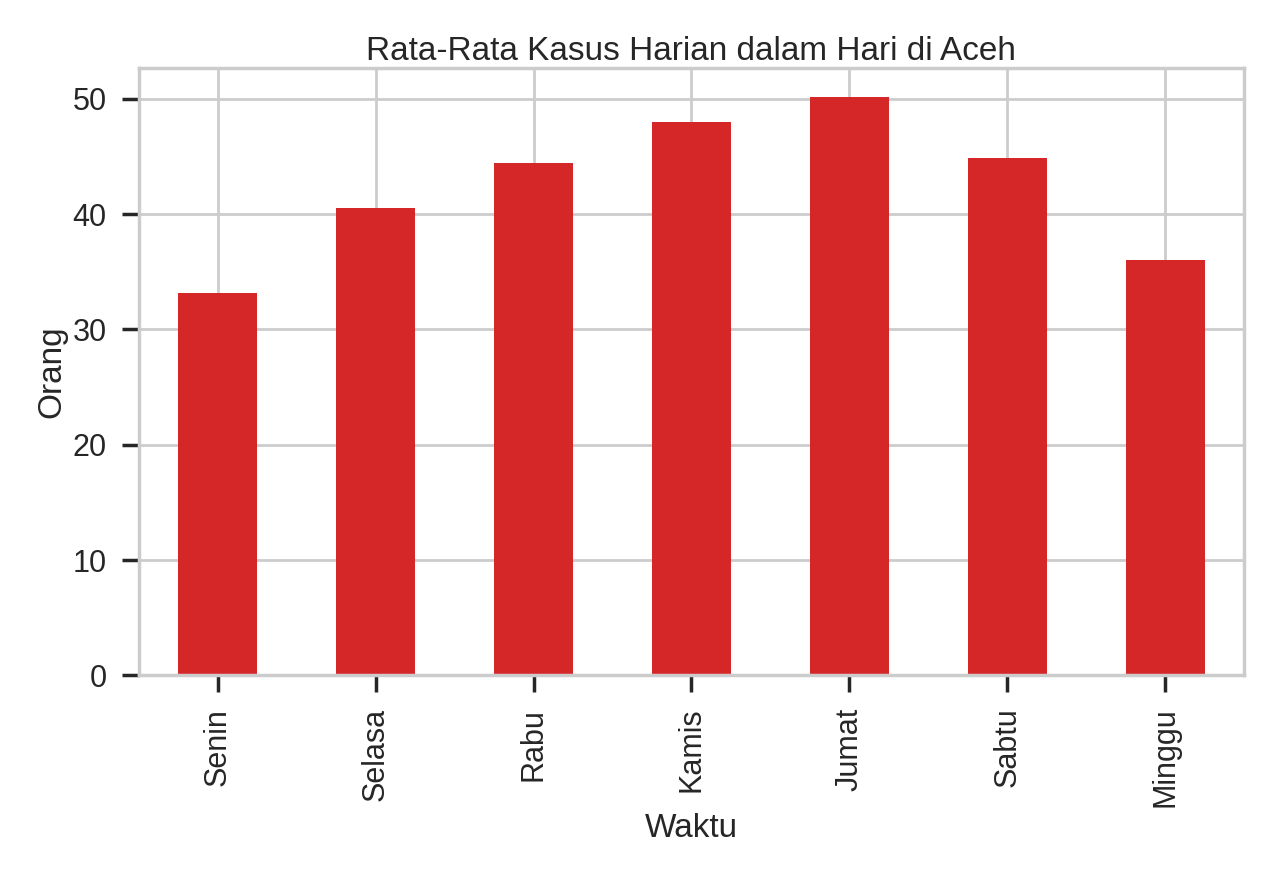 Rata-Rata Kasus Harian dalam Hari di Aceh
50
40
30
20
10
0
Orang
Senin
Selasa
Rabu
Kamis
Jumat
Sabtu
Minggu
Waktu